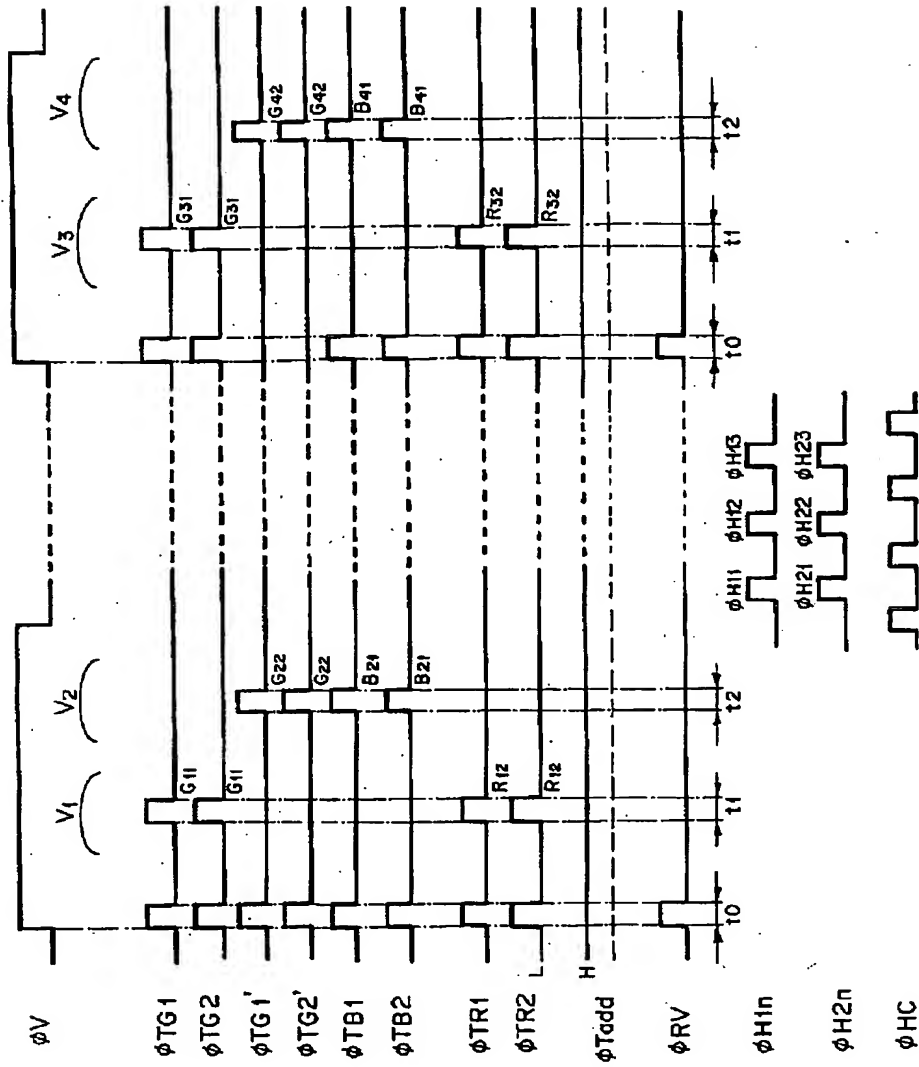 φV
V1 V2 V3 V4
φTG1 G11 G31
φTG2 G11 G31
φTG1' G22 G42
φTG2' G22 G42
φTB1 B21 B41
φTB2 B21 B41
φTR1 R12 R32
φTR2 L R12 R32
H
φTadd
φRV
t0 t1 t2 t0 t1 t2
φH1n φH11 φH12 φH13
φH2n φH21 φH22 φH23
φHC